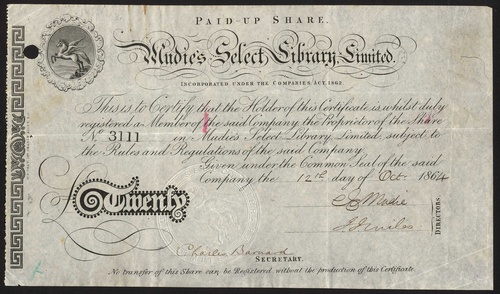 PAID-UP SHARE.
Mudie's Select Library, Limited.
INCORPORATED UNDER THE COMPANIES ACT, 1862.
This is to Certify that the Holder of this Certificate is, whilst duly
registered a Member of the said Company, the Proprietor of the Share
No. 3111 in Mudie's Select Library, Limited, subject to
the Rules and Regulations of the said Company.
Given under the Common Seal of the said
Company, the 12th day of Oct 1864
Twenty
Mudie
DIRECTORS.
Charles Barnard
SECRETARY.
No transfer of this Share can be Registered without the production of this Certificate.